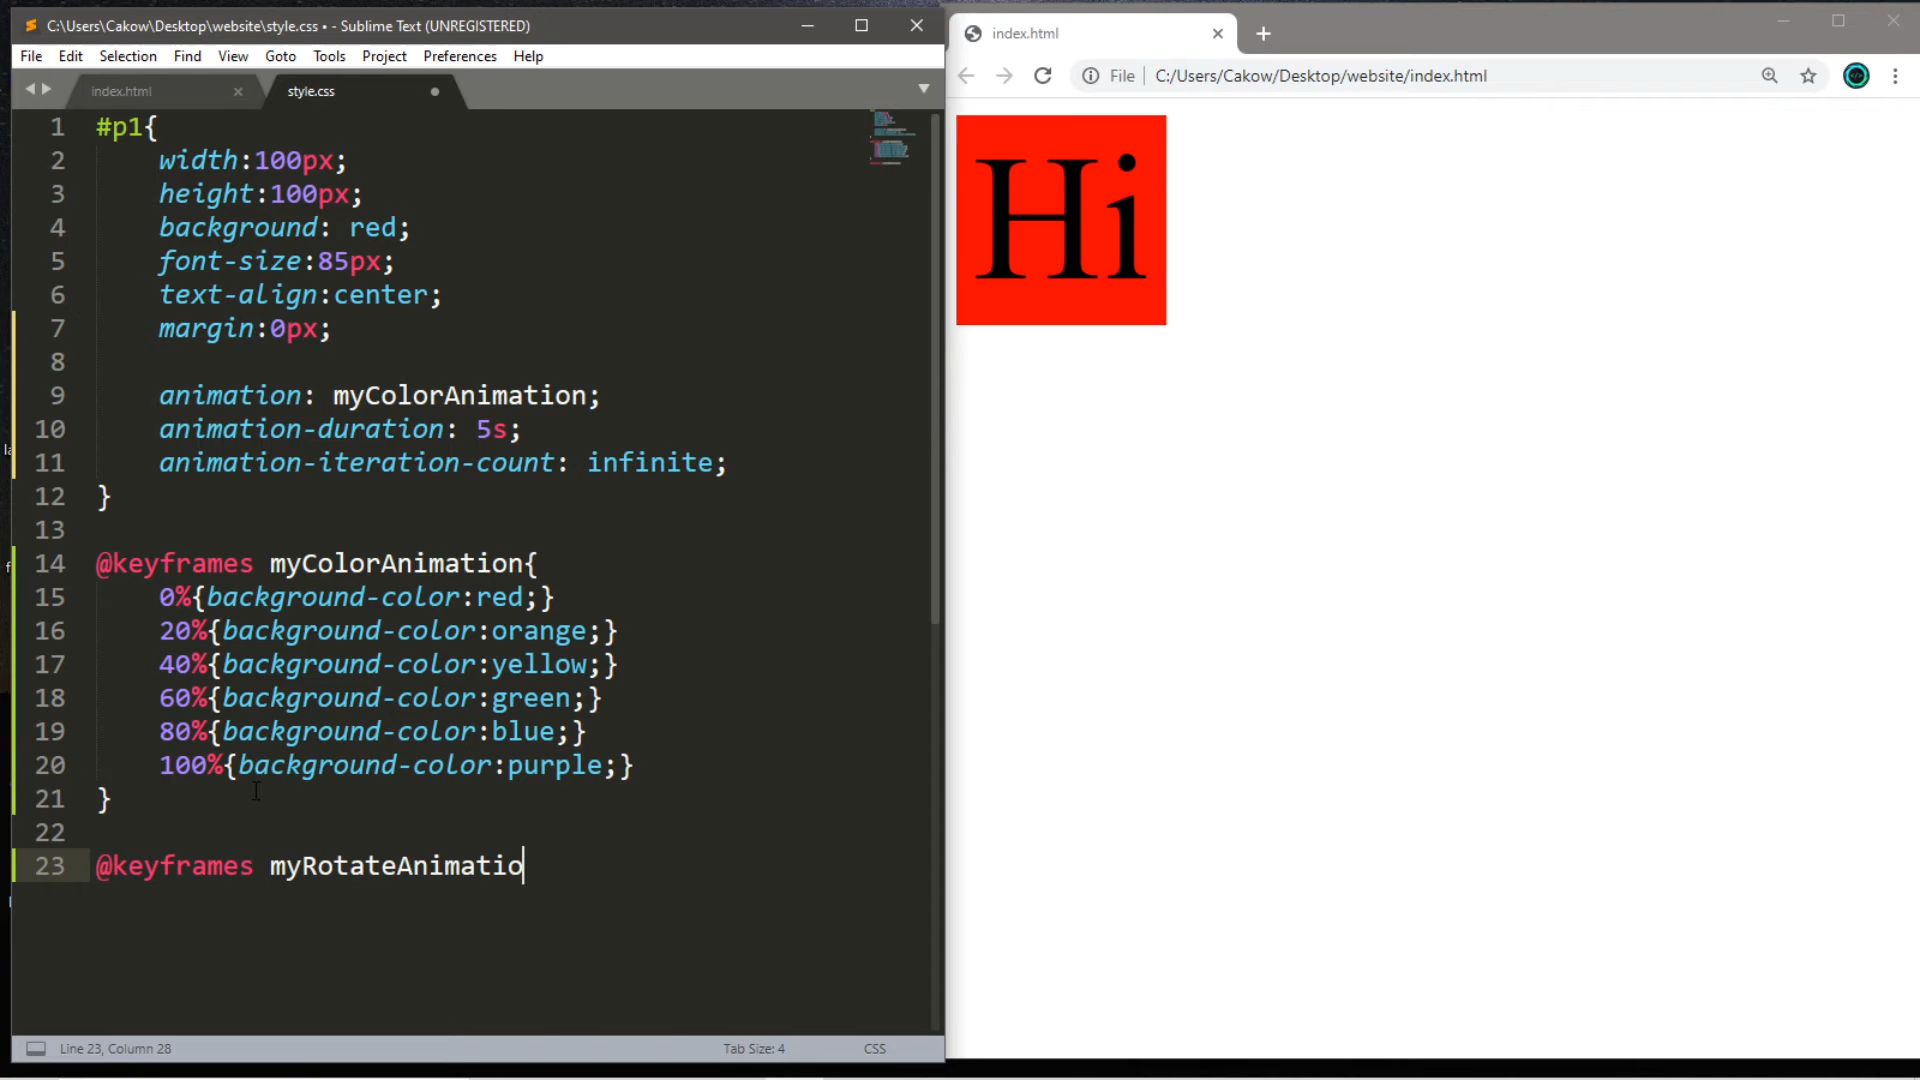 C:\Users\Cakow\Desktop\website\style.css • - Sublime Text (UNREGISTERED)
File Edit Selection Find View Goto Tools Project Preferences Help
index.html style.css
1 #p1{
2 width:100px;
3 height:100px;
4 background: red;
5 font-size:85px;
6 text-align:center;
7 margin:0px;
8
9 animation: myColorAnimation;
10 animation-duration: 5s;
11 animation-iteration-count: infinite;
12 }
13
14 @keyframes myColorAnimation{
15 0%{background-color:red;}
16 20%{background-color:orange;}
17 40%{background-color:yellow;}
18 60%{background-color:green;}
19 80%{background-color:blue;}
20 100%{background-color:purple;}
21 }
22
23 @keyframes myRotateAnimatio
Line 23, Column 28 Tab Size: 4 CSS
index.html
File C:/Users/Cakow/Desktop/website/index.html
Hi